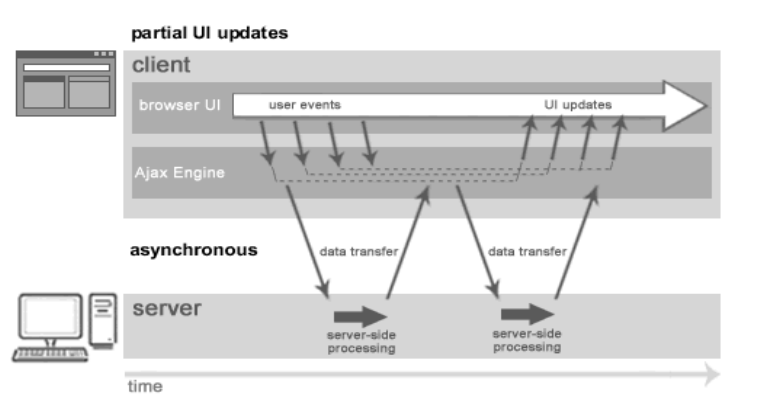 partial UI updates
client
browser UI
user events
UI updates
Ajax Engine
asynchronous
data transfer
data transfer
server
server-side
processing
server-side
processing
time